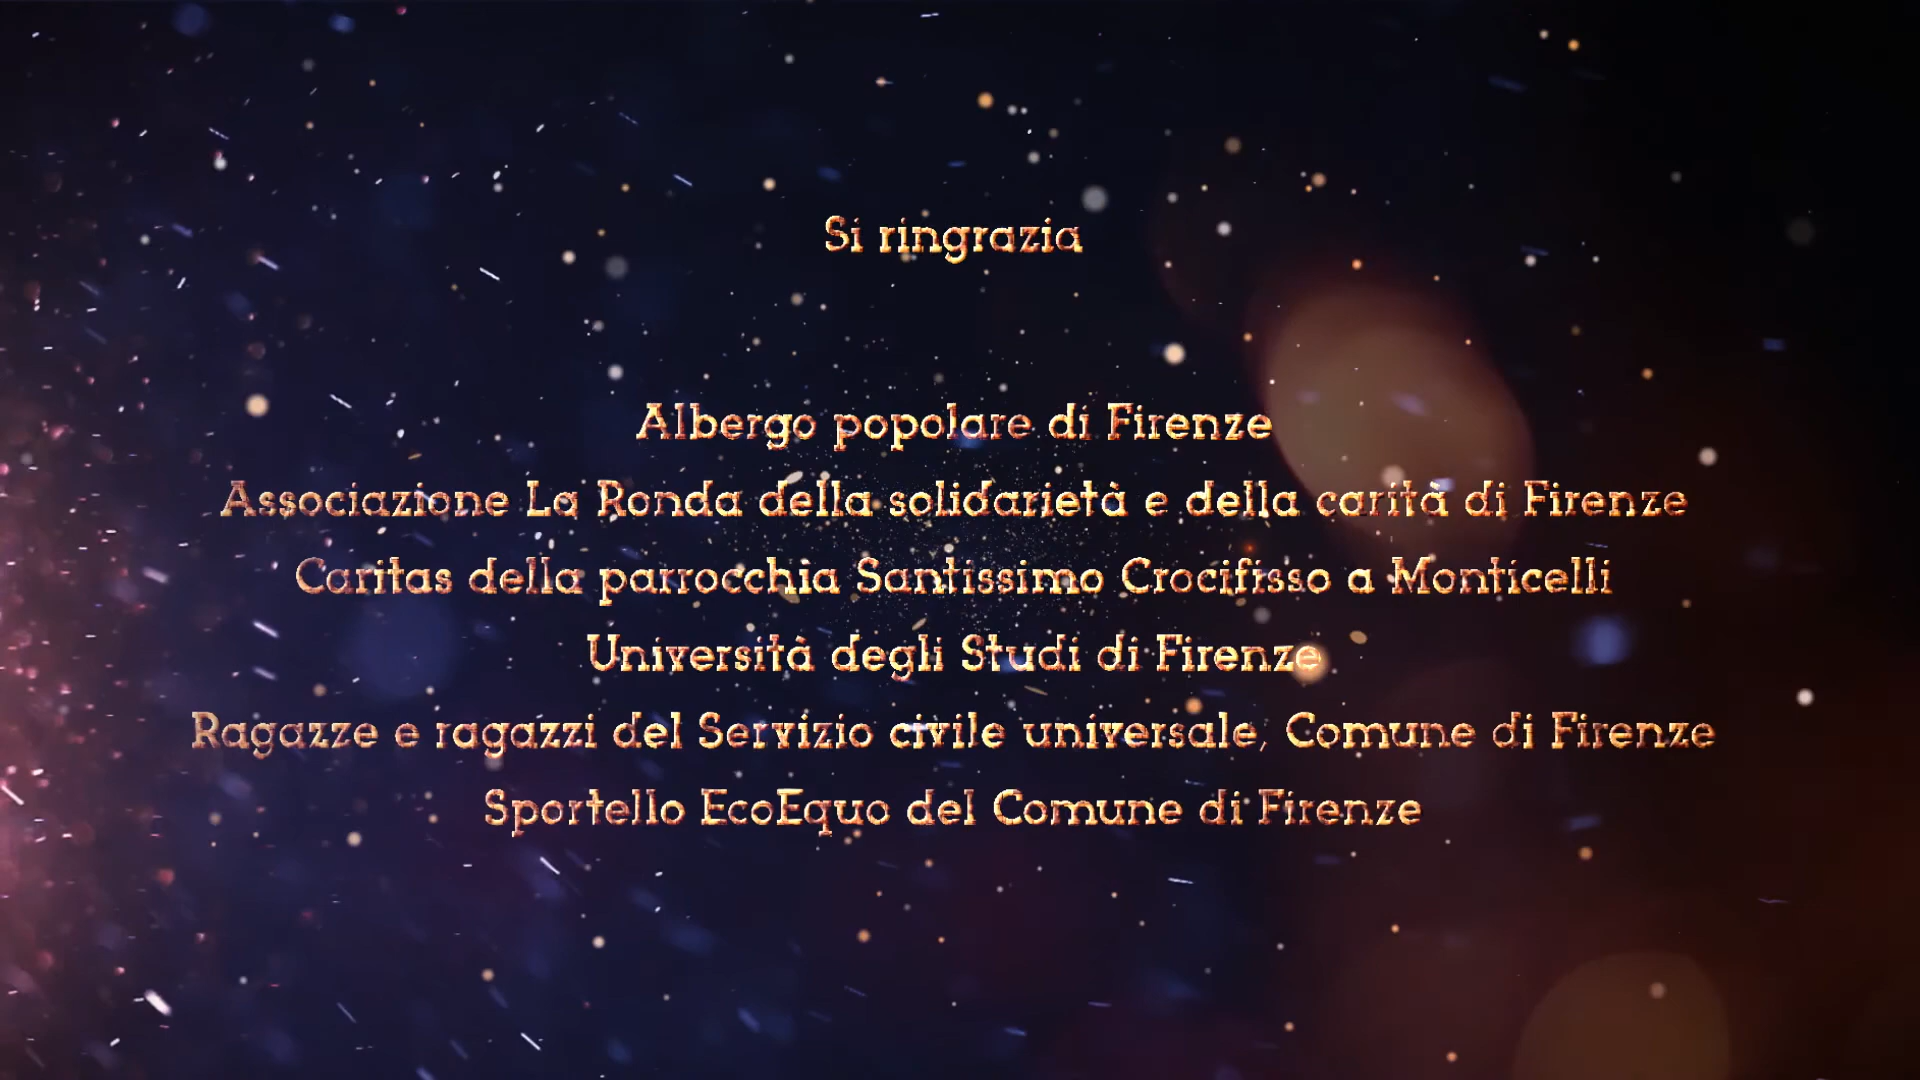 Si ringrazia
Albergo popolare di Firenze
Associazione La Ronda della solidarietà e della carità di Firenze
Caritas della parrocchia Santissimo Crocifisso a Monticelli
Università degli Studi di Firenze
Ragazze e ragazzi del Servizio civile universale, Comune di Firenze
Sportello EcoEquo del Comune di Firenze